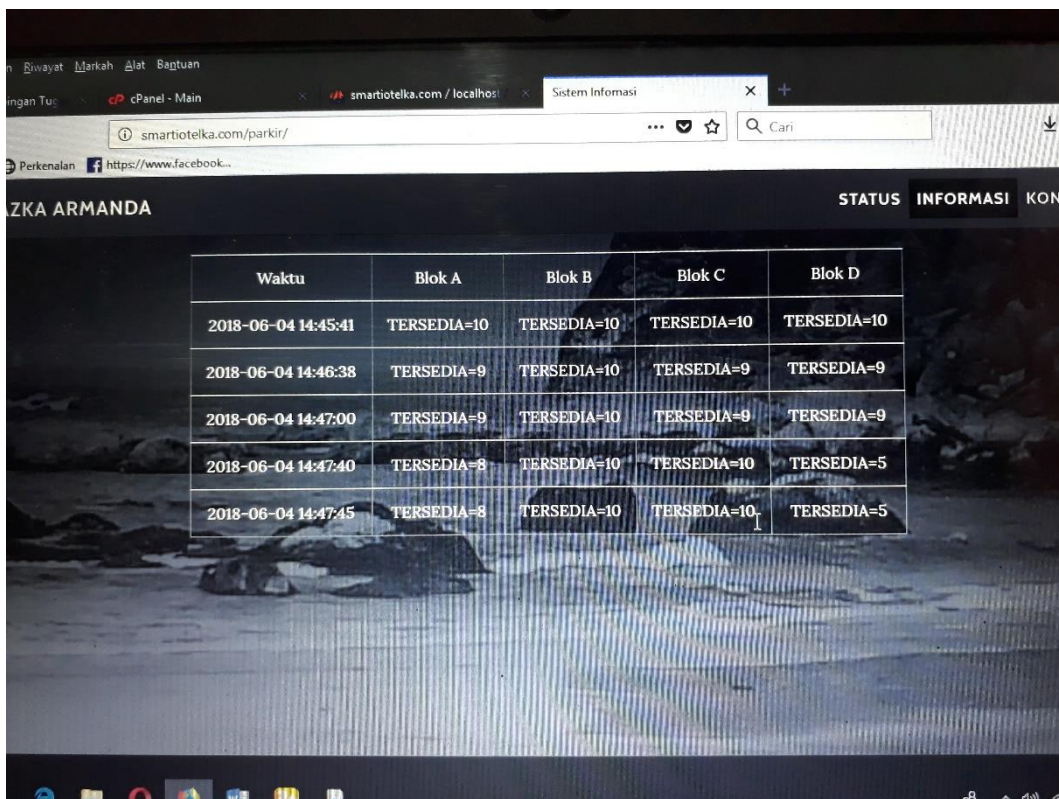 Riwayat Markah Alat Bantuan
cPanel - Main
smartiotelka.com / localhost
Sistem Infomasi
smartiotelka.com/parkir/
Cari
Perkenalan https://www.facebook...
AZKA ARMANDA
STATUS INFORMASI KON
Waktu Blok A Blok B Blok C Blok D
2018-06-04 14:45:41 TERSEDIA=10 TERSEDIA=10 TERSEDIA=10 TERSEDIA=10
2018-06-04 14:46:38 TERSEDIA=9 TERSEDIA=10 TERSEDIA=9 TERSEDIA=9
2018-06-04 14:47:00 TERSEDIA=9 TERSEDIA=10 TERSEDIA=9 TERSEDIA=9
2018-06-04 14:47:40 TERSEDIA=8 TERSEDIA=10 TERSEDIA=10 TERSEDIA=5
2018-06-04 14:47:45 TERSEDIA=8 TERSEDIA=10 TERSEDIA=10 TERSEDIA=5